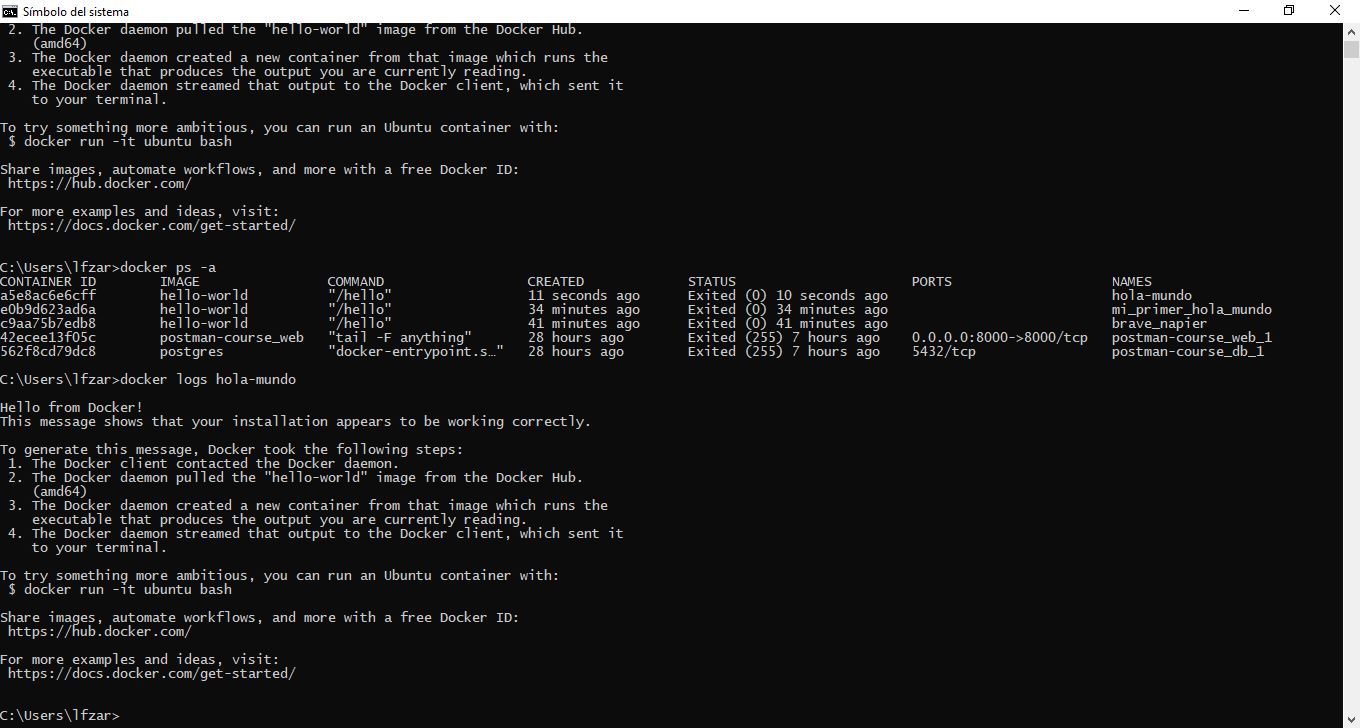 Símbolo del sistema
2. The Docker daemon pulled the "hello-world" image from the Docker Hub.
(amd64)
3. The Docker daemon created a new container from that image which runs the
executable that produces the output you are currently reading.
4. The Docker daemon streamed that output to the Docker client, which sent it
to your terminal.
To try something more ambitious, you can run an Ubuntu container with:
$ docker run -it ubuntu bash
Share images, automate workflows, and more with a free Docker ID:
https://hub.docker.com/
For more examples and ideas, visit:
https://docs.docker.com/get-started/
C:\Users\lfzar>docker ps -a
CONTAINER ID IMAGE COMMAND CREATED STATUS PORTS NAMES
a5e8ac6e6cff hello-world "/hello" 11 seconds ago Exited (0) 10 seconds ago hola-mundo
e0b9d623ad6a hello-world "/hello" 34 minutes ago Exited (0) 34 minutes ago mi_primer_hola_mundo
c9aa75b7edb8 hello-world "/hello" 41 minutes ago Exited (0) 41 minutes ago brave_napier
42ecee13f05c postman-course_web "tail -F anything" 28 hours ago Exited (255) 7 hours ago 0.0.0.0:8000->8000/tcp postman-course_web_1
562f8cd79dc8 postgres "docker-entrypoint.s…" 28 hours ago Exited (255) 7 hours ago 5432/tcp postman-course_db_1
C:\Users\lfzar>docker logs hola-mundo
Hello from Docker!
This message shows that your installation appears to be working correctly.
To generate this message, Docker took the following steps:
1. The Docker client contacted the Docker daemon.
2. The Docker daemon pulled the "hello-world" image from the Docker Hub.
(amd64)
3. The Docker daemon created a new container from that image which runs the
executable that produces the output you are currently reading.
4. The Docker daemon streamed that output to the Docker client, which sent it
to your terminal.
To try something more ambitious, you can run an Ubuntu container with:
$ docker run -it ubuntu bash
Share images, automate workflows, and more with a free Docker ID:
https://hub.docker.com/
For more examples and ideas, visit:
https://docs.docker.com/get-started/
C:\Users\lfzar>